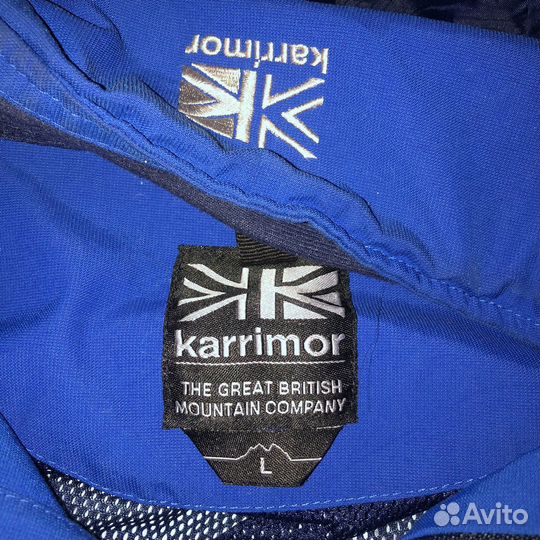 karrimor
karrimor
THE GREAT BRITISH
MOUNTAIN COMPANY
L
Avito